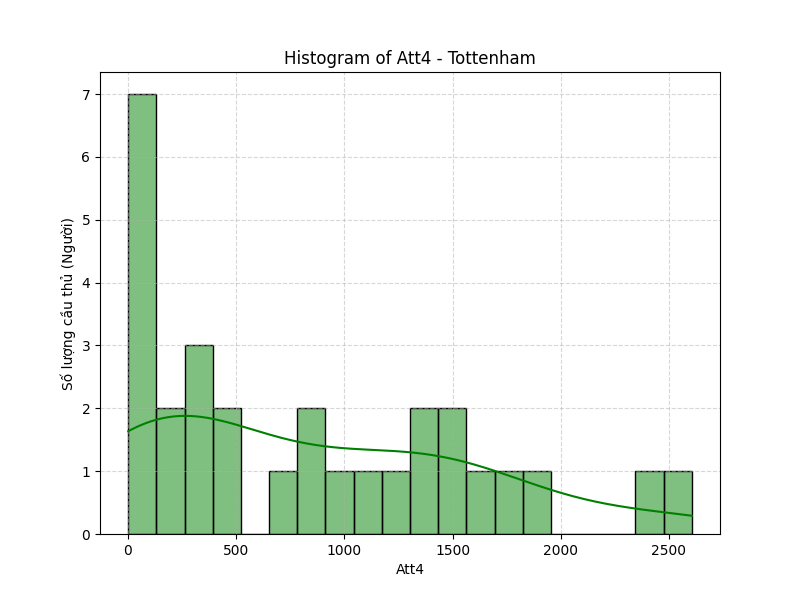 Histogram of Att4 - Tottenham
Số lượng cầu thủ (Người)
7
6
5
4
3
2
1
0
0 500 1000 1500 2000 2500
Att4